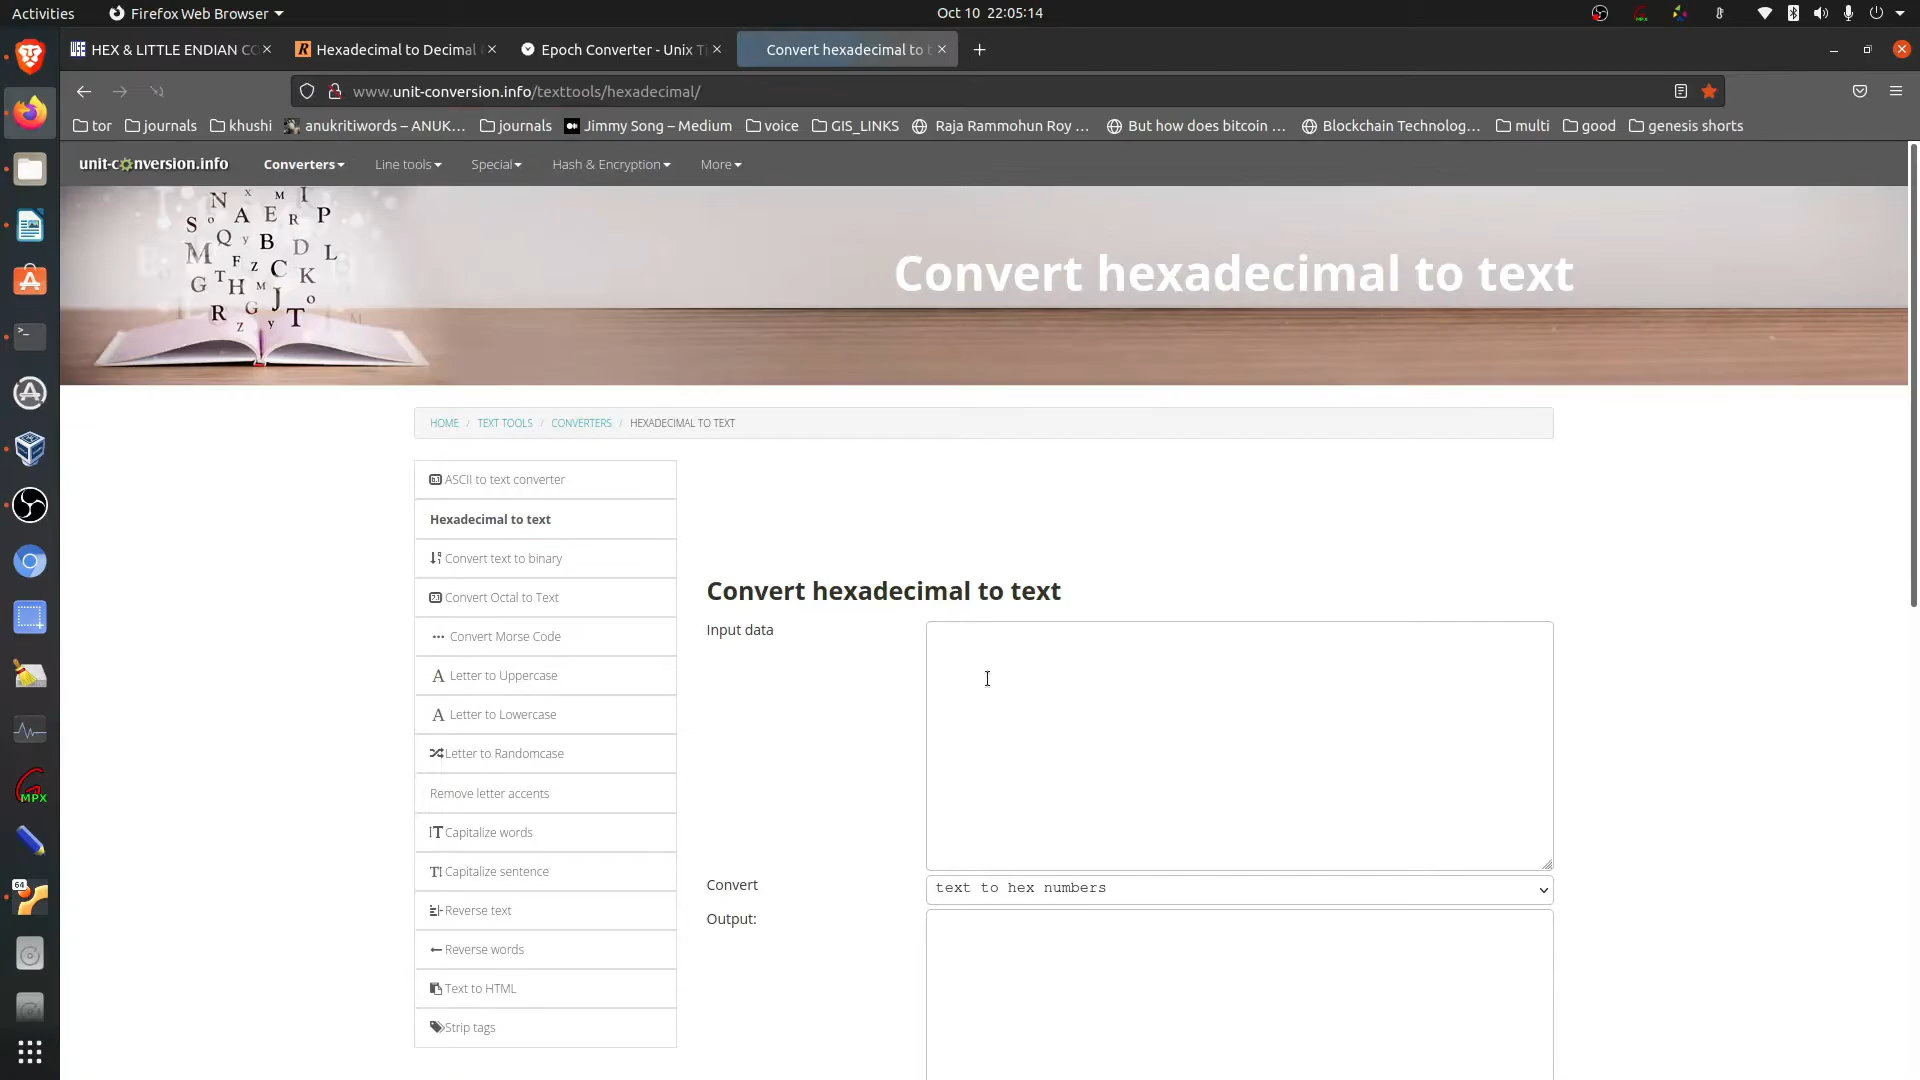 Activities
Firefox Web Browser
Oct 10 22:05:14
HEX & LITTLE ENDIAN CO
Hexadecimal to Decimal
Epoch Converter - Unix Ti
Convert hexadecimal to t
www.unit-conversion.info/texttools/hexadecimal/
tor
journals
khushi
anukritiwords – ANUK...
journals
Jimmy Song – Medium
voice
GIS_LINKS
Raja Rammohun Roy ...
But how does bitcoin ...
Blockchain Technolog...
multi
good
genesis shorts
unit-conversion.info
Converters
Line tools
Special
Hash & Encryption
More
Convert hexadecimal to text
HOME / TEXT TOOLS / CONVERTERS / HEXADECIMAL TO TEXT
ASCII to text converter
Hexadecimal to text
Convert text to binary
Convert Octal to Text
Convert Morse Code
Letter to Uppercase
Letter to Lowercase
Letter to Randomcase
Remove letter accents
Capitalize words
Capitalize sentence
Reverse text
Reverse words
Text to HTML
Strip tags
Convert hexadecimal to text
Input data
Convert
text to hex numbers
Output:
MPX
64